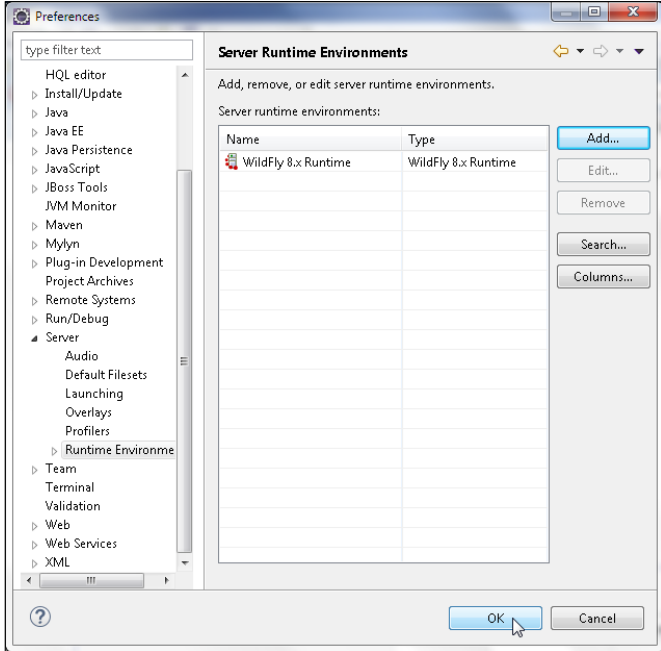 Preferences
type filter text
HQL editor
Install/Update
Java
Java EE
Java Persistence
JavaScript
JBoss Tools
JVM Monitor
Maven
Mylyn
Plug-in Development
Project Archives
Remote Systems
Run/Debug
Server
Audio
Default Filesets
Launching
Overlays
Profilers
Runtime Environme
Team
Terminal
Validation
Web
Web Services
XML
Server Runtime Environments
Add, remove, or edit server runtime environments.
Server runtime environments:
Name Type
WildFly 8.x Runtime WildFly 8.x Runtime
Add...
Edit...
Remove
Search...
Columns...
OK Cancel